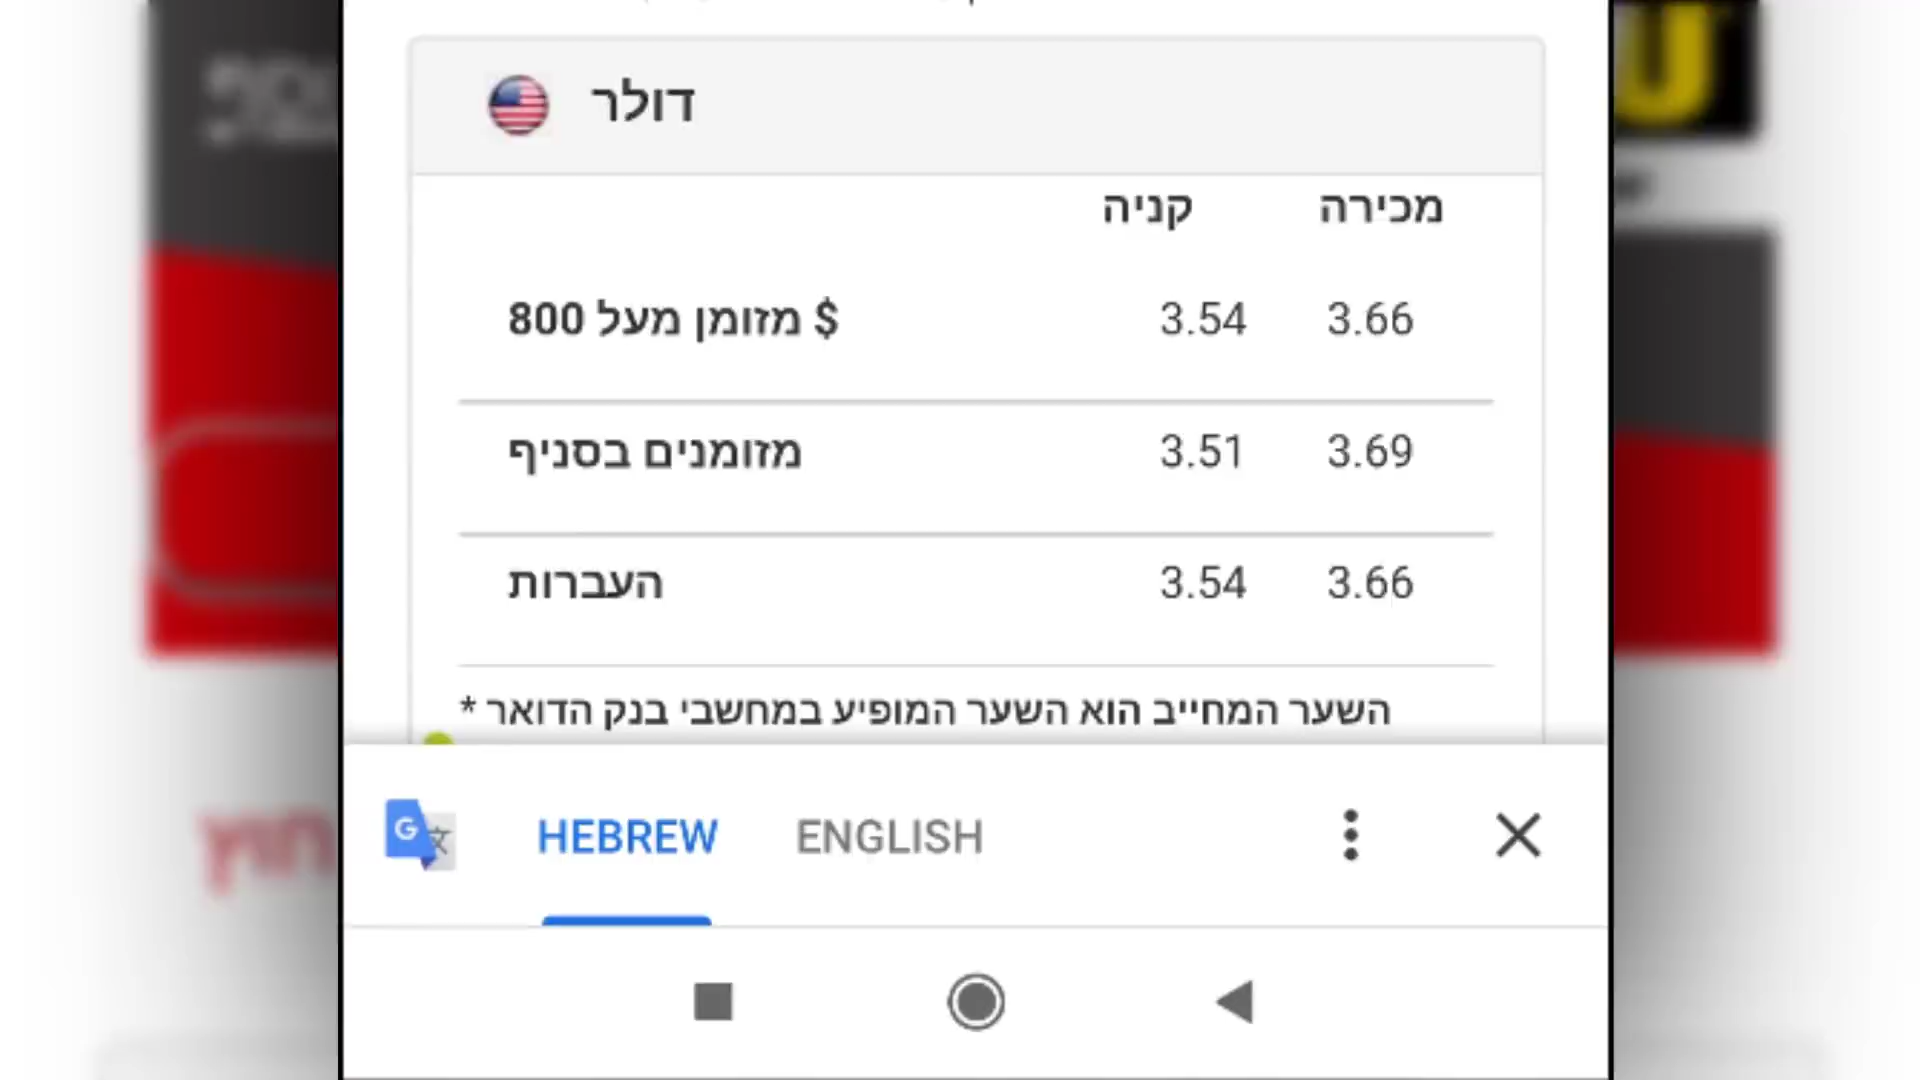 דולר
קניה מכירה
מזומן מעל 800 $ 3.54 3.66
מזומנים בסניף 3.51 3.69
העברות 3.54 3.66
* השער המחייב הוא השער המופיע במחשבי בנק הדואר
HEBREW ENGLISH